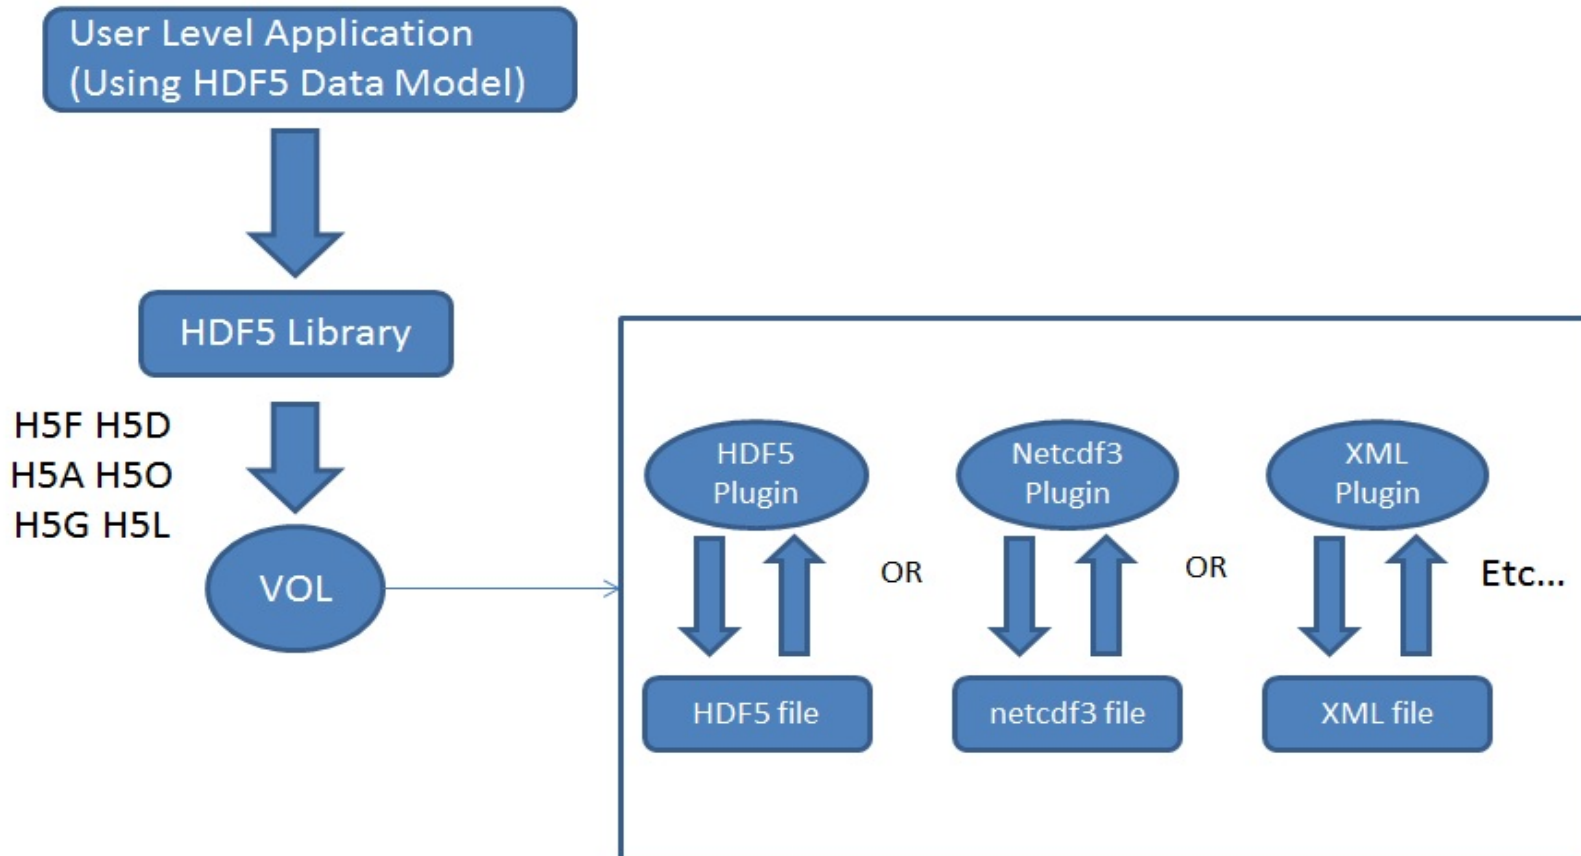 User Level Application
(Using HDF5 Data Model)
HDF5 Library
H5F H5D
H5A H5O
H5G H5L
VOL
HDF5
Plugin
OR
Netcdf3
Plugin
OR
XML
Plugin
Etc...
HDF5 file
netcdf3 file
XML file